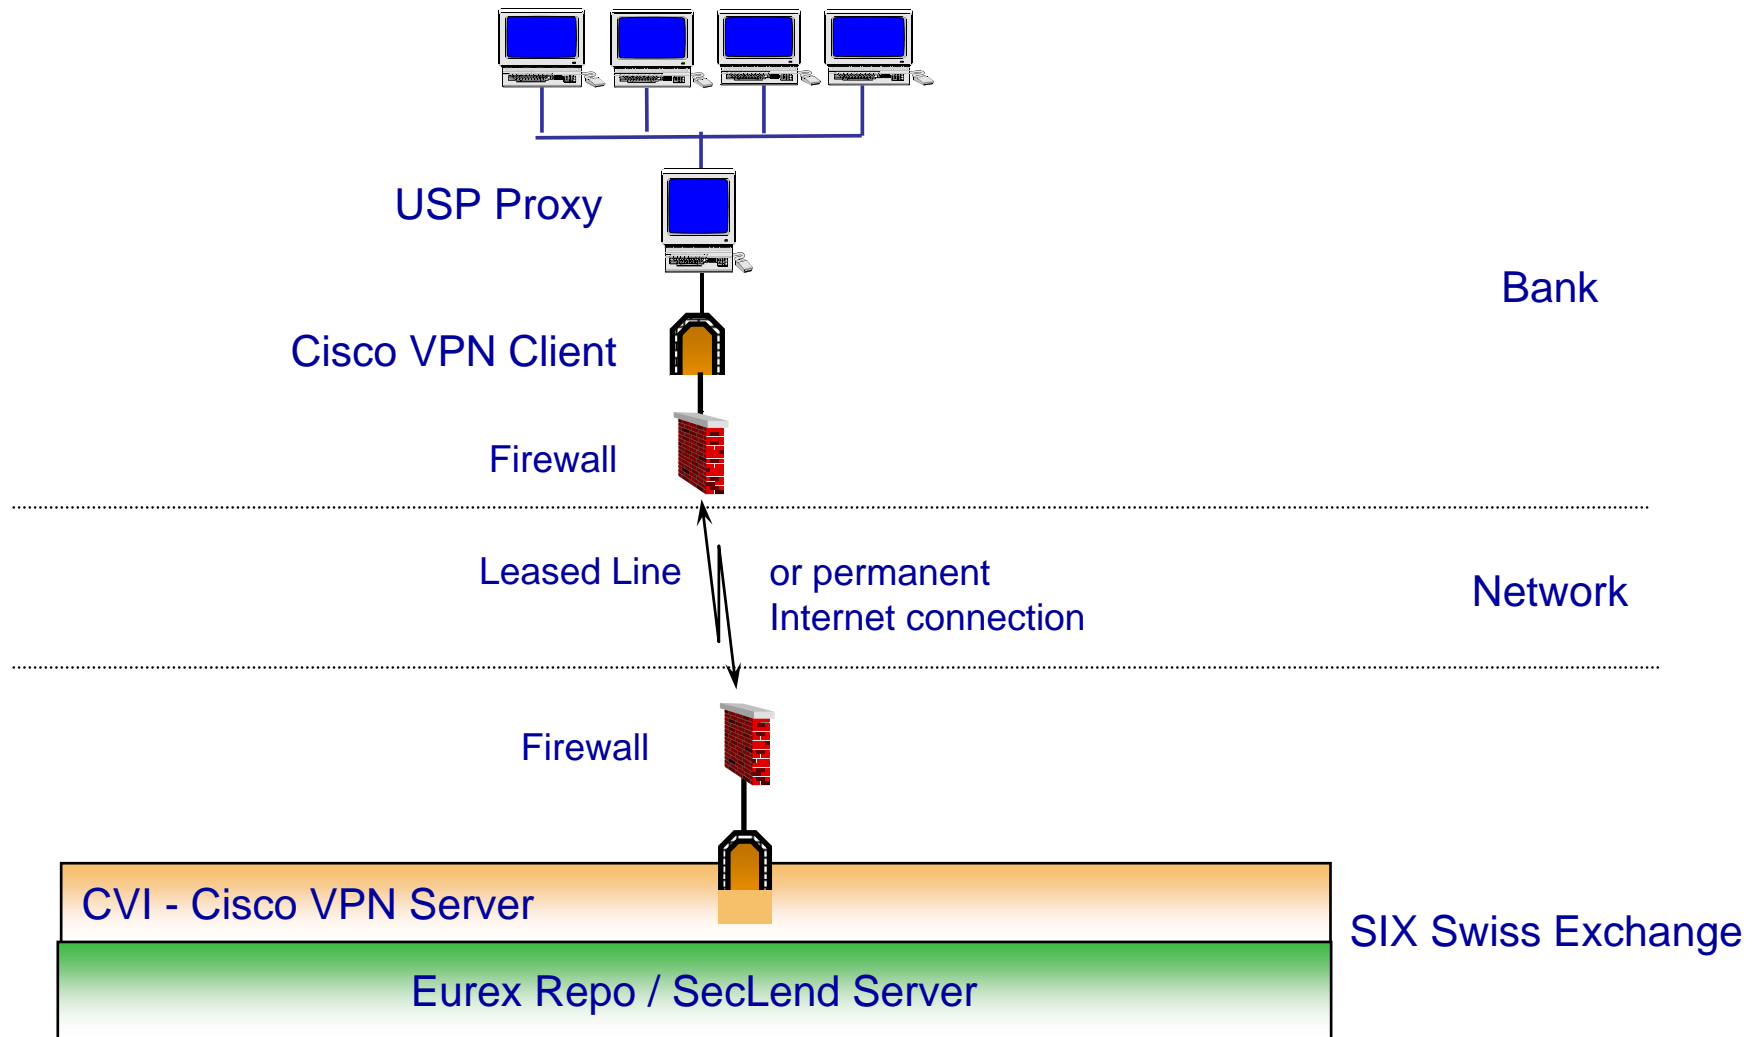 USP Proxy
Bank
Cisco VPN Client
Firewall
Leased Line
or permanent
Internet connection
Network
Firewall
CVI - Cisco VPN Server
SIX Swiss Exchange
Eurex Repo / SecLend Server